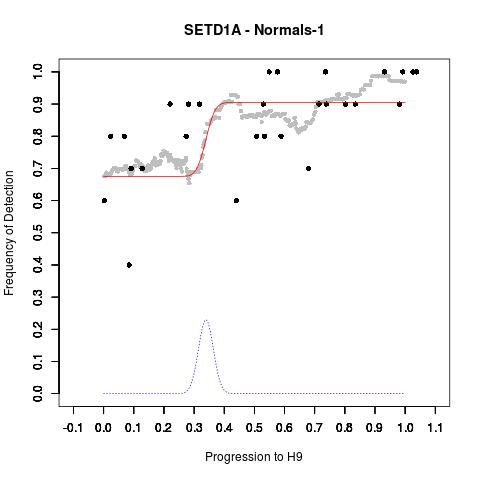 SETD1A - Normals-1
Frequency of Detection
1.0
0.9
0.8
0.7
0.6
0.5
0.4
0.3
0.2
0.1
0.0
-0.1 0.0 0.1 0.2 0.3 0.4 0.5 0.6 0.7 0.8 0.9 1.0 1.1
Progression to H9